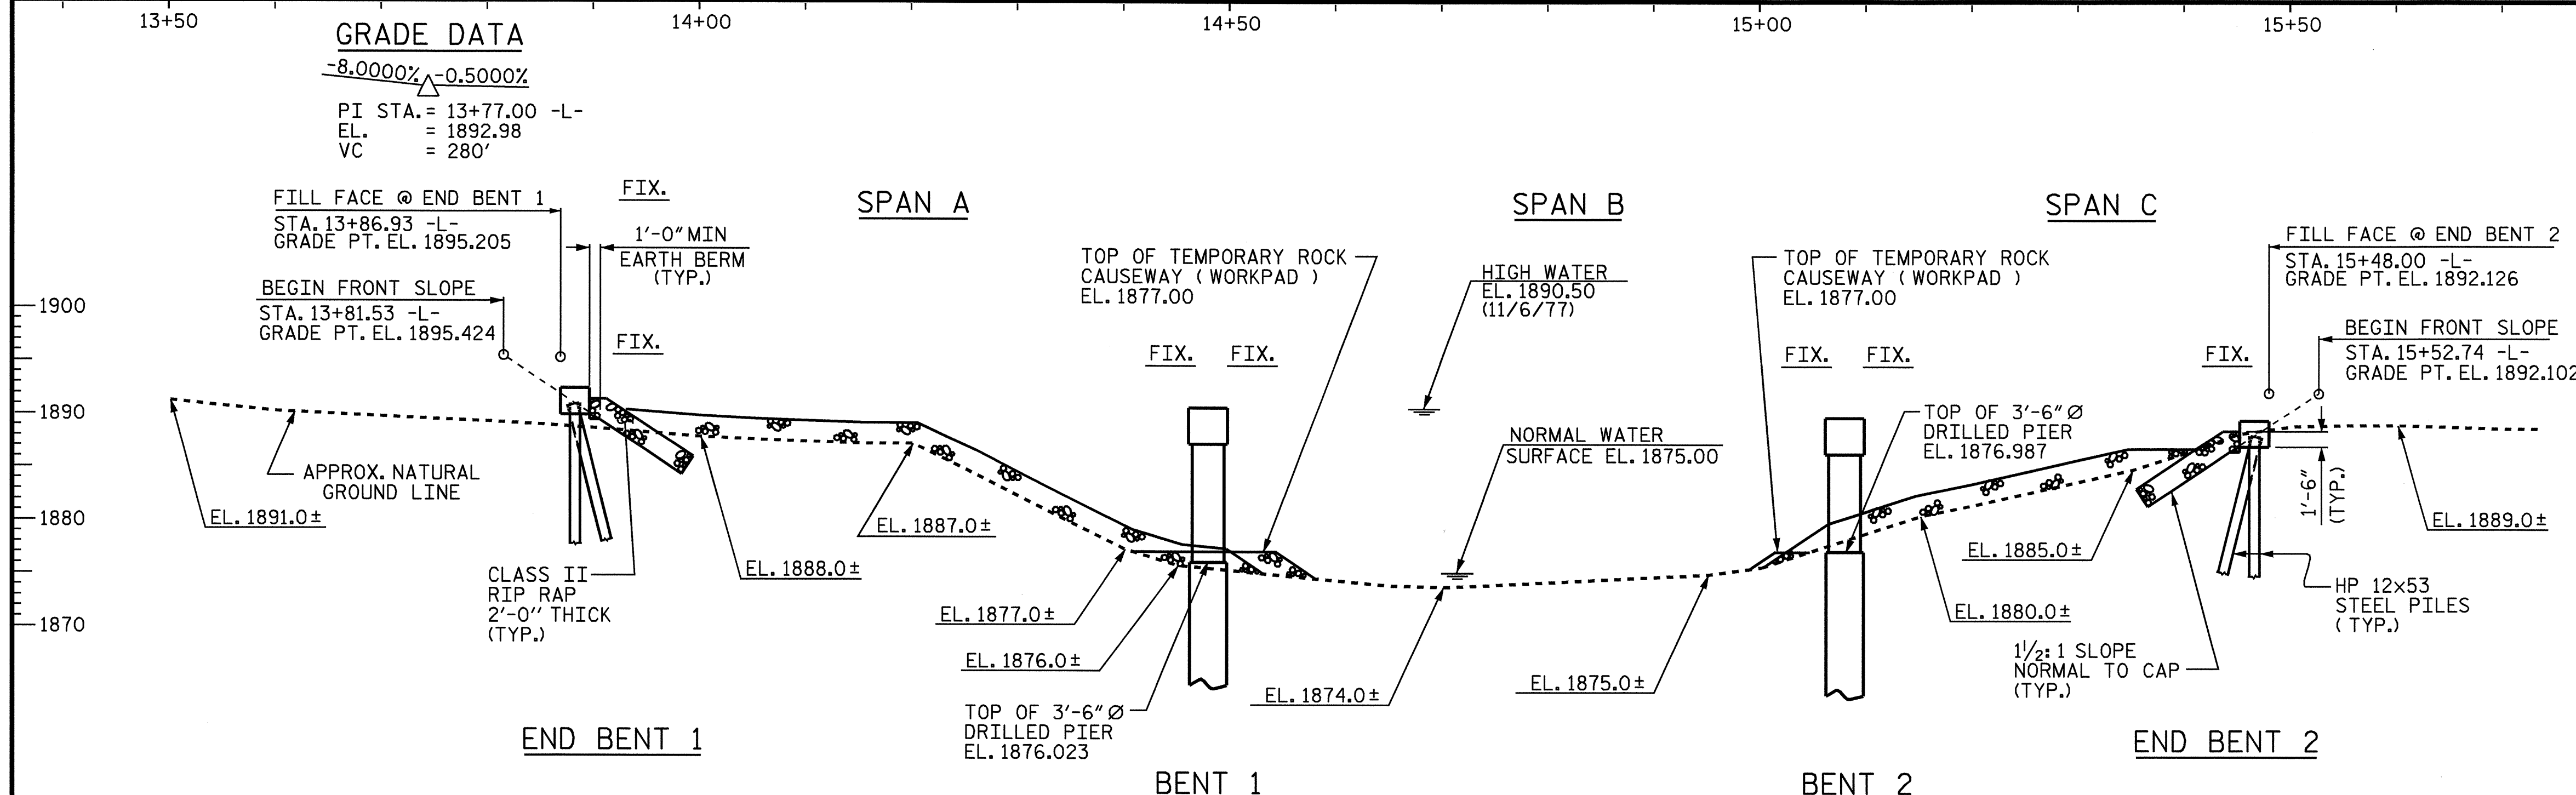 13+50
14+00
14+50
15+00
15+50
GRADE DATA
-8.0000% -0.5000%
PI STA.= 13+77.00 -L-
EL. = 1892.98
VC = 280'
FILL FACE @ END BENT 1
STA. 13+86.93 -L-
GRADE PT. EL. 1895.205
BEGIN FRONT SLOPE
STA. 13+81.53 -L-
GRADE PT. EL. 1895.424
FIX.
1'-0" MIN
EARTH BERM
(TYP.)
FIX.
SPAN A
TOP OF TEMPORARY ROCK
CAUSEWAY ( WORKPAD )
EL. 1877.00
FIX. FIX.
SPAN B
HIGH WATER
EL. 1890.50
(11/6/77)
NORMAL WATER
SURFACE EL. 1875.00
TOP OF TEMPORARY ROCK
CAUSEWAY ( WORKPAD )
EL. 1877.00
FIX. FIX.
SPAN C
TOP OF 3'-6" Ø
DRILLED PIER
EL. 1876.987
FIX.
FILL FACE @ END BENT 2
STA. 15+48.00 -L-
GRADE PT. EL. 1892.126
BEGIN FRONT SLOPE
STA. 15+52.74 -L-
GRADE PT. EL. 1892.102
1900
1890
1880
1870
APPROX. NATURAL
GROUND LINE
EL. 1891.0±
CLASS II
RIP RAP
2'-0" THICK
(TYP.)
EL. 1888.0±
EL. 1887.0±
EL. 1877.0±
EL. 1876.0±
TOP OF 3'-6" Ø
DRILLED PIER
EL. 1876.023
EL. 1874.0±
EL. 1875.0±
EL. 1885.0±
EL. 1880.0±
1½:1 SLOPE
NORMAL TO CAP
(TYP.)
1'-6"
(TYP.)
EL. 1889.0±
HP 12x53
STEEL PILES
( TYP.)
END BENT 1
BENT 1
BENT 2
END BENT 2